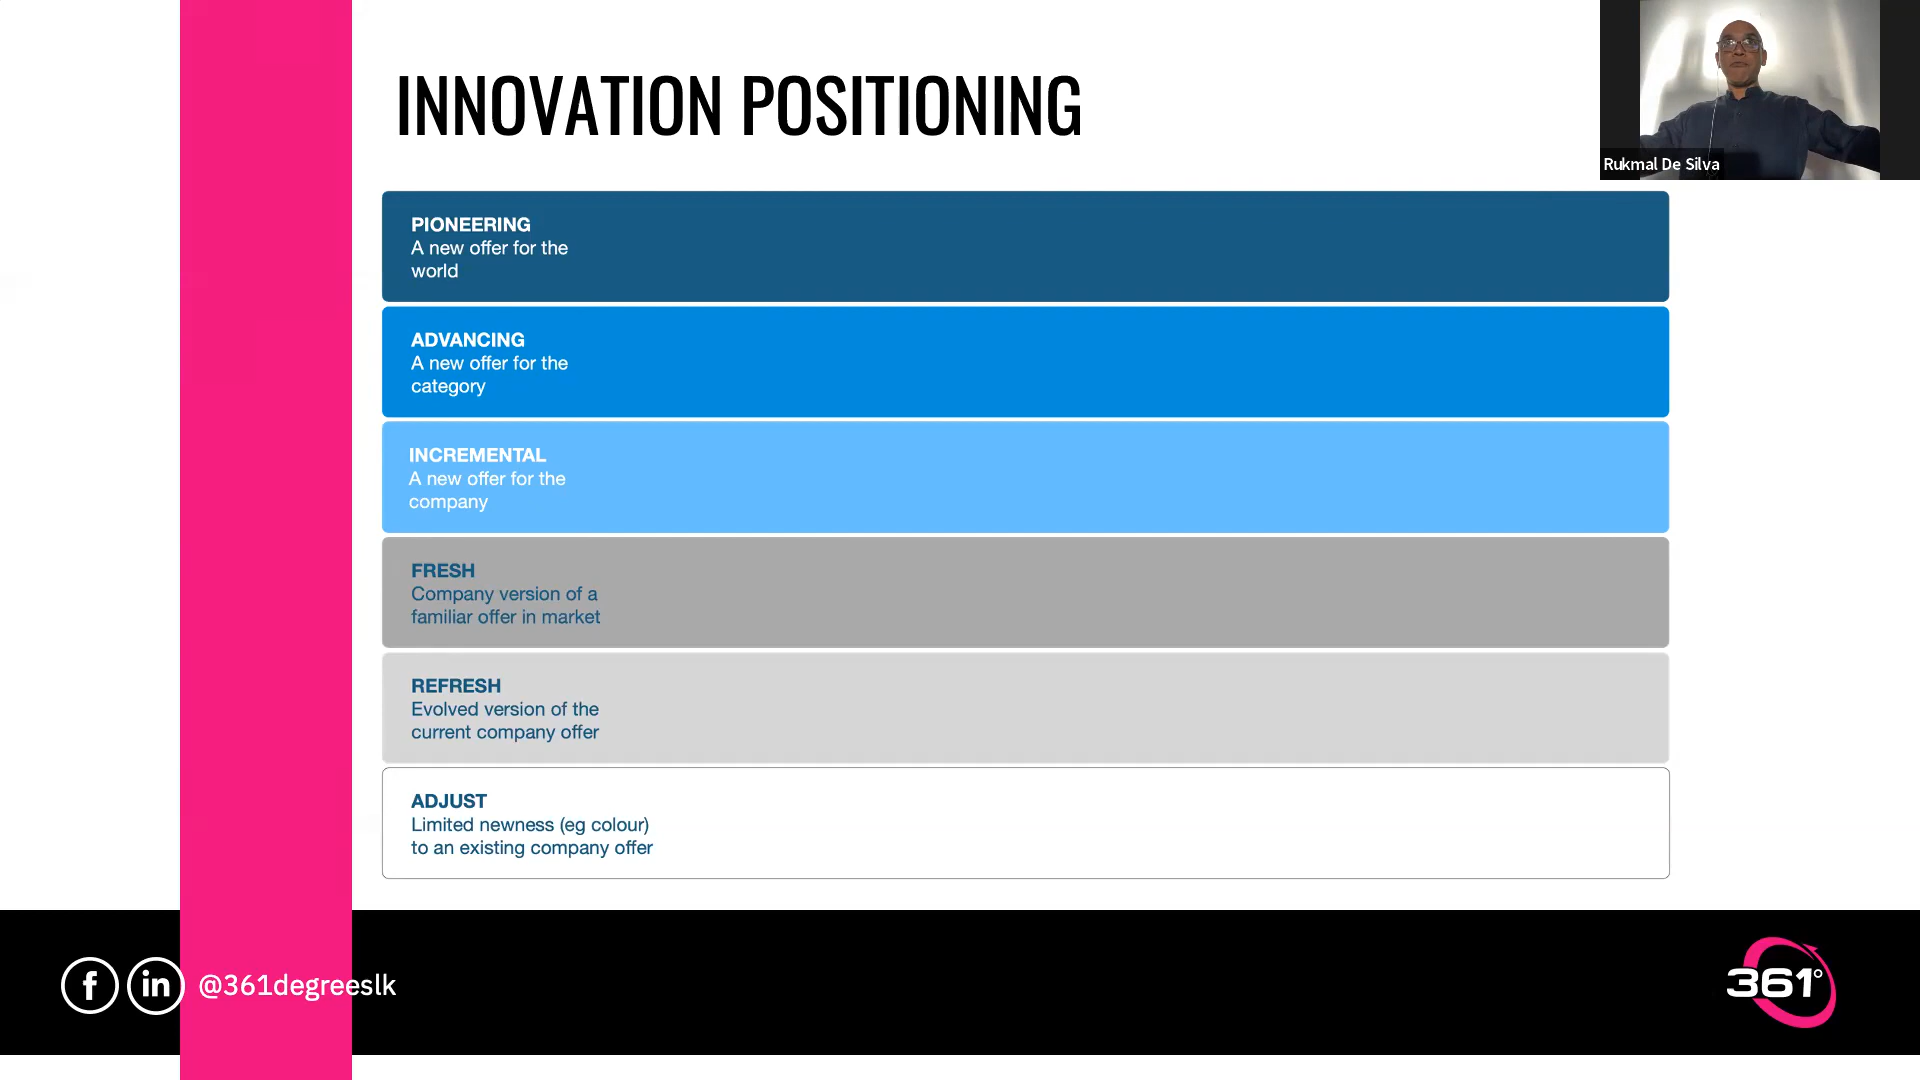 INNOVATION POSITIONING
Rukmal De Silva
PIONEERING
A new offer for the
world
ADVANCING
A new offer for the
category
INCREMENTAL
A new offer for the
company
FRESH
Company version of a
familiar offer in market
REFRESH
Evolved version of the
current company offer
ADJUST
Limited newness (eg colour)
to an existing company offer
f in @361degreeslk
361°